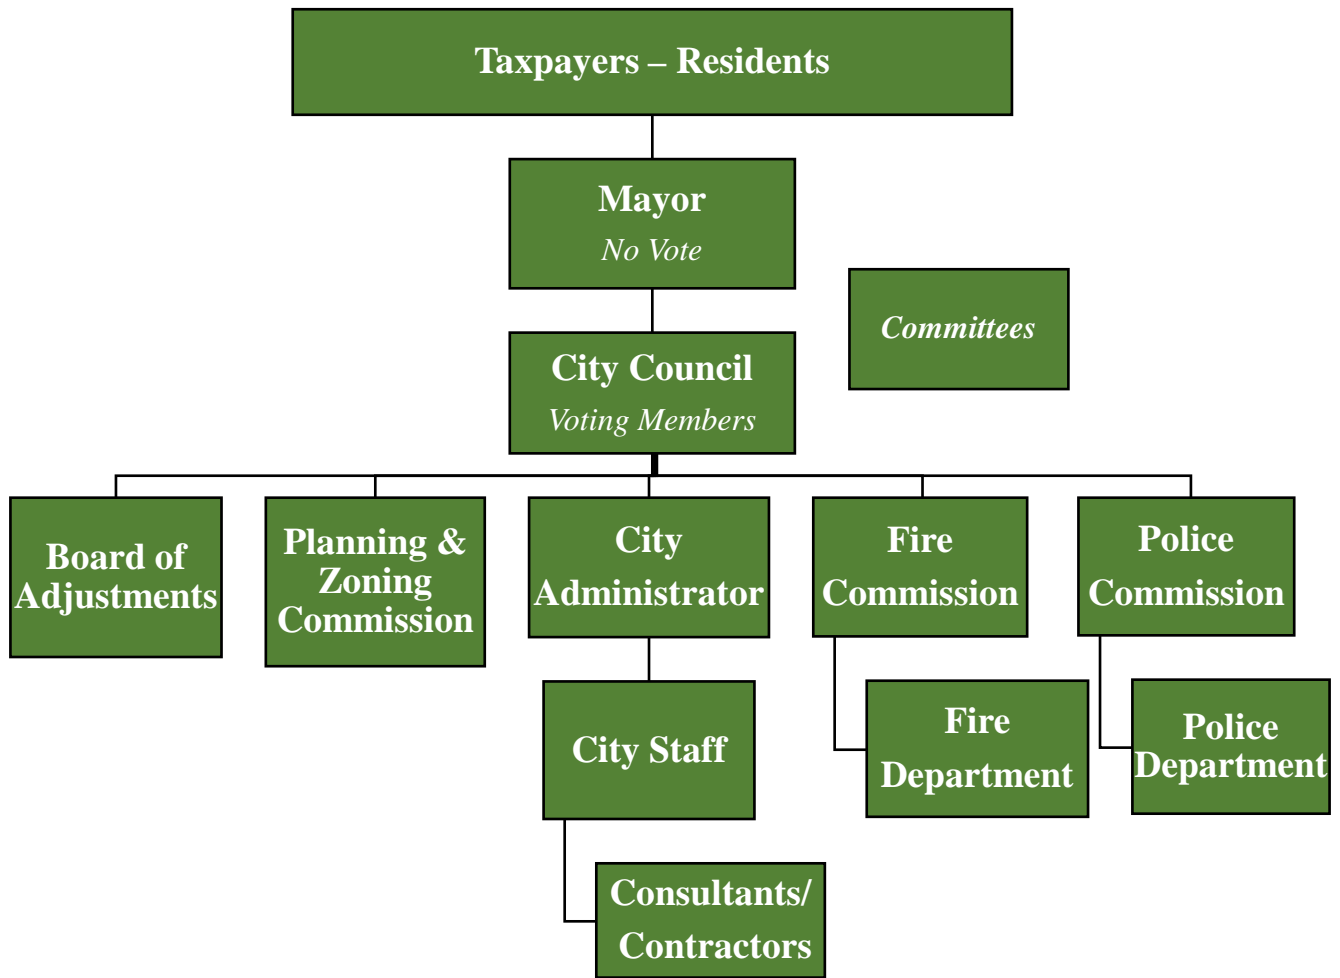 Taxpayers – Residents
Mayor
No Vote
Committees
City Council
Voting Members
Board of
Adjustments
Planning &
Zoning
Commission
City
Administrator
Fire
Commission
Police
Commission
City Staff
Fire
Department
Police
Department
Consultants/
Contractors